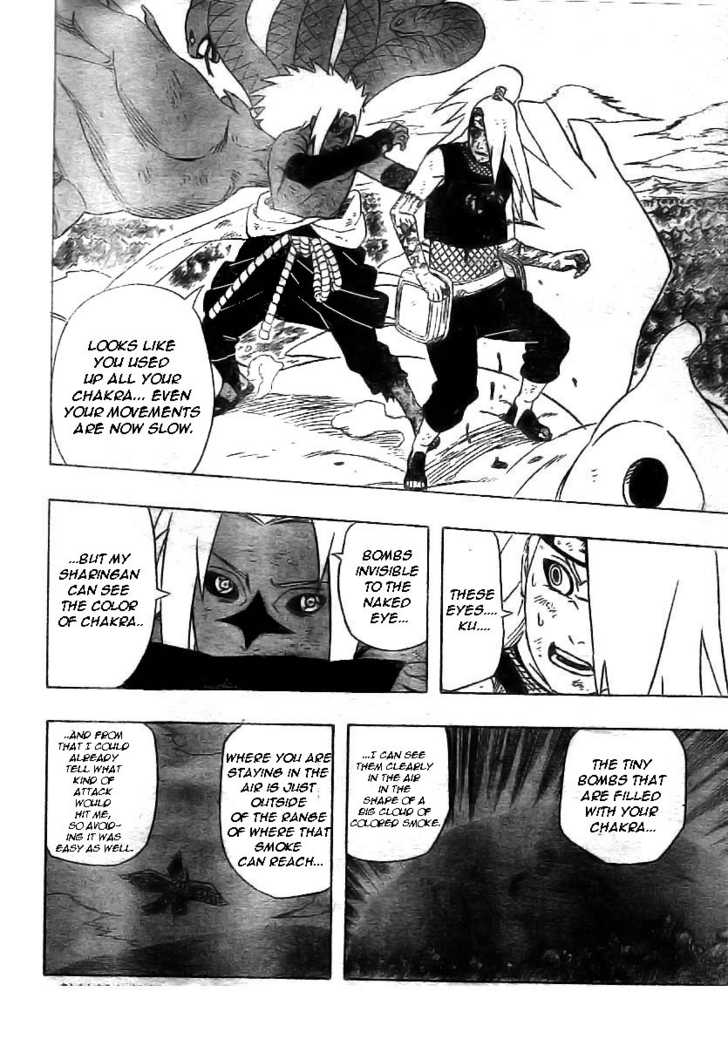 LOOKS LIKE
YOU USED
UP ALL YOUR
CHAKRA... EVEN
YOUR MOVEMENTS
ARE NOW SLOW.
THESE
EYES....
KU....
BOMBS
INVISIBLE
TO THE
NAKED
EYE...
...BUT MY
SHARINGAN
CAN SEE
THE COLOR
OF CHAKRA..
THE TINY
BOMBS THAT
ARE FILLED
WITH YOUR
CHAKRA...
...I CAN SEE
THEM CLEARLY
IN THE AIR
IN THE
SHAPE OF A
BIG CLOUD OF
COLORED SMOKE.
WHERE YOU ARE
STAYING IN THE
AIR IS JUST
OUTSIDE
OF THE RANGE
OF WHERE THAT
SMOKE
CAN REACH...
..AND FROM
THAT I COULD
ALREADY
TELL WHAT
KIND OF
ATTACK
WOULD
HIT ME,
SO AVOID-
ING IT WAS
EASY AS WELL.